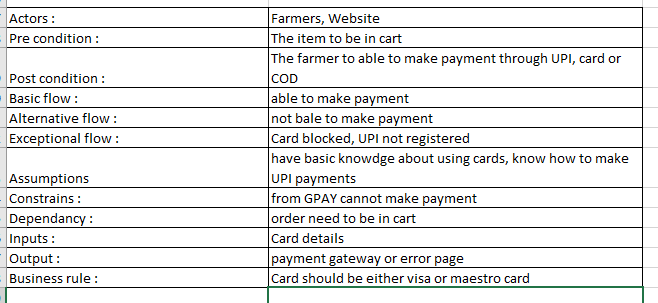 Actors :	Farmers, Website
Pre condition :	The item to be in cart
The farmer to able to make payment through UPI, card or
Post condition :	COD
Basic flow :	able to make payment
Alternative flow :	not bale to make payment
Exceptional flow :	Card blocked, UPI not registered
have basic knowdge about using cards, know how to make
Assumptions	UPI payments
Constrains :	from GPAY cannot make payment
Dependancy :	order need to be in cart
Inputs :	Card details
Output :	payment gateway or error page
Business rule :	Card should be either visa or maestro card